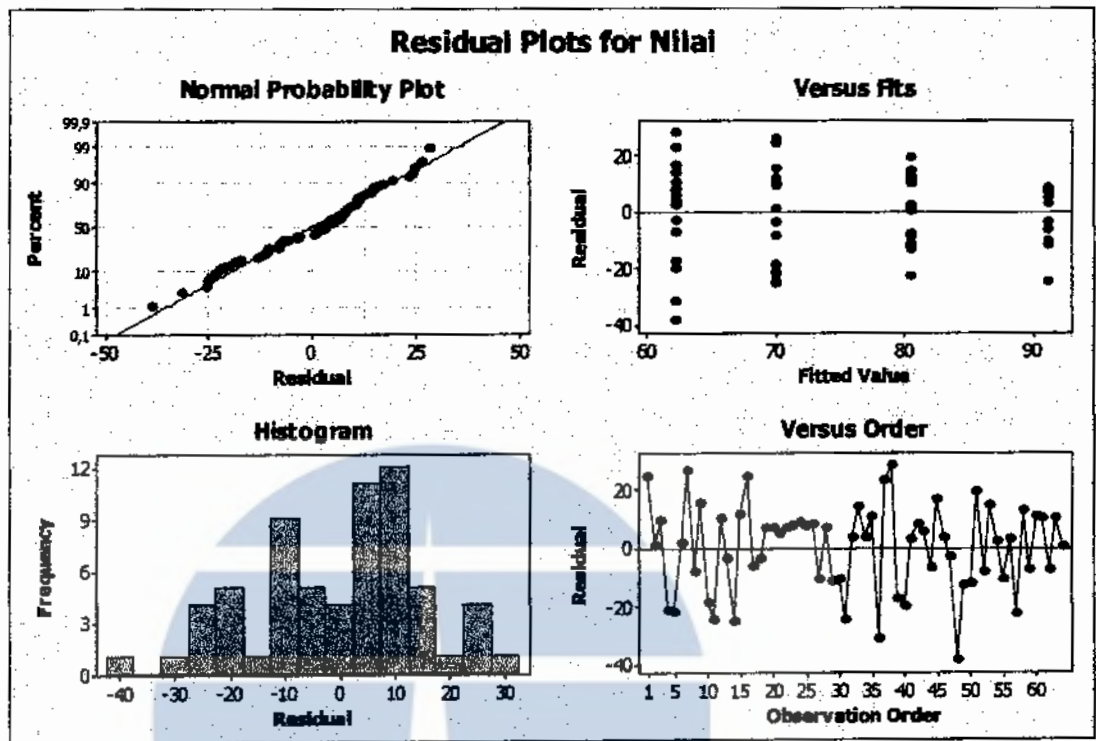 Residual Plots for Nilai
Normal Probability Plot
99,9
99
90
50
10
1
0,1
Percent
-50 -25 0 25 50
Residual
Versus Fits
20
0
-20
-40
Residual
60 70 80 90
Fitted Value
Histogram
12
9
6
3
0
Frequency
-40 -30 -20 -10 0 10 20 30
Residual
Versus Order
20
0
-20
-40
Residual
1 5 10 15 20 25 30 35 40 45 50 55 60
Observation Order